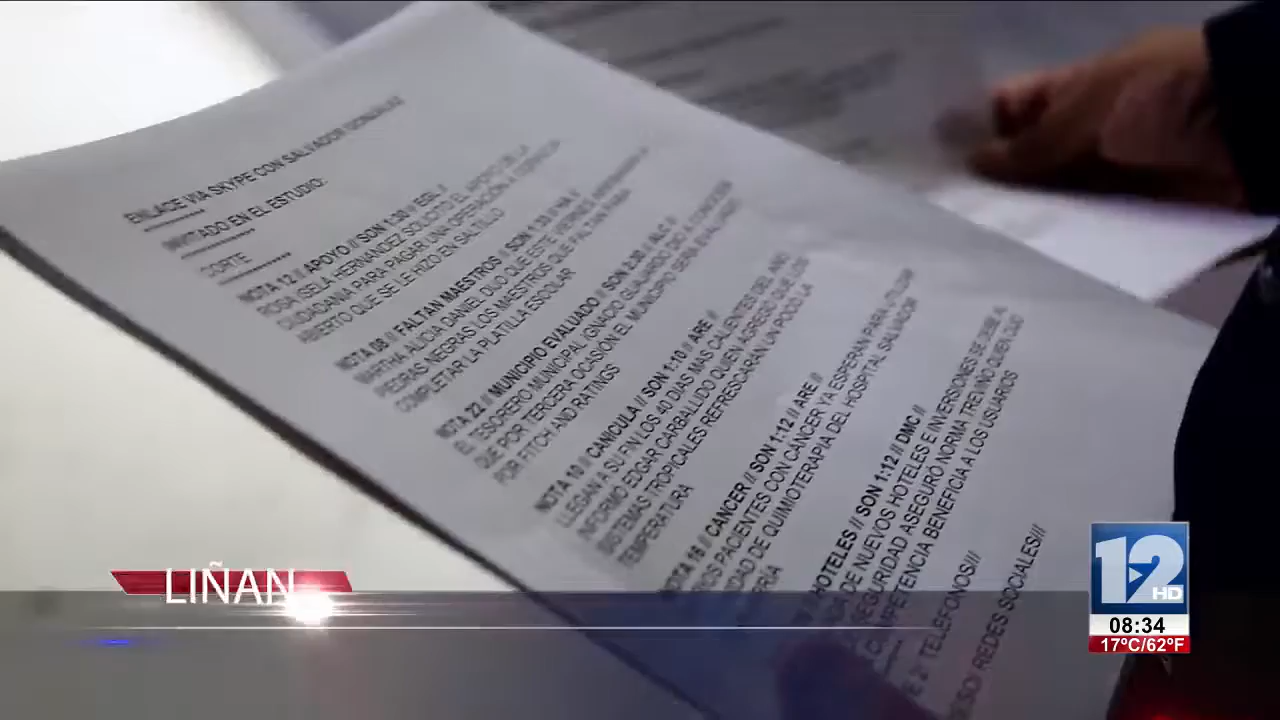 ENLACE VIA SKYPE CON SALVADOR GONZALEZ
INVITADO EN EL ESTUDIO:
CORTE
NOTA 12 // APOYO // SON 1:30 / ESL //
ROSA ISELA HERNANDEZ SOLICITO EL APOYO DE LA
CIUDADANIA PARA PAGAR UNA OPERACIÓN A CORAZON
ABIERTO QUE SE LE HIZO EN SALTILLO
NOTA 08 // FALTAN MAESTROS // SON 1:33 //
MARTHA ALICIA DANIEL DIJO QUE ESTE VIERNES
PIEDRAS NEGRAS LOS MAESTROS QUE FALTAN PARA
COMPLETAR LA PLATILLA ESCOLAR
NOTA 22 // MUNICIPIO EVALUADO // SON // ALC //
EL TESORERO MUNICIPAL IGNACIO GUAJARDO DIO A CONOCER
QUE POR TERCERA OCASIÓN EL MUNICIPIO SERA EVALUADO
POR FITCH AND RATINGS
NOTA 10 // CANICULA // SON 1:10 // ARE //
LLEGAN A SU FIN LOS 40 DIAS MAS CALIENTES DEL AÑO
INFORMO EDGAR CARBALLIDO QUIEN AGREGO QUE LOS
SISTEMAS TROPICALES REFRESCARAN UN POCO LA
TEMPERATURA
NOTA 16 // CANCER // SON 1:12 // ARE //
PACIENTES CON CÁNCER YA ESPERAN PARA UTILIZAR
DE QUIMIOTERAPIA DEL HOSPITAL SALVADOR
HOTELES // SON 1:12 // DMC //
DE NUEVOS HOTELES E INVERSIONES SE DEBE A
SEGURIDAD ASEGURO NORMA TREVIÑO QUIEN DIJO
COMPETENCIA BENEFICIA A LOS USUARIOS
2/ TELEFONOS///
REDES SOCIALES///
LIÑAN
12
HD
08:34
17ºC/62ºF